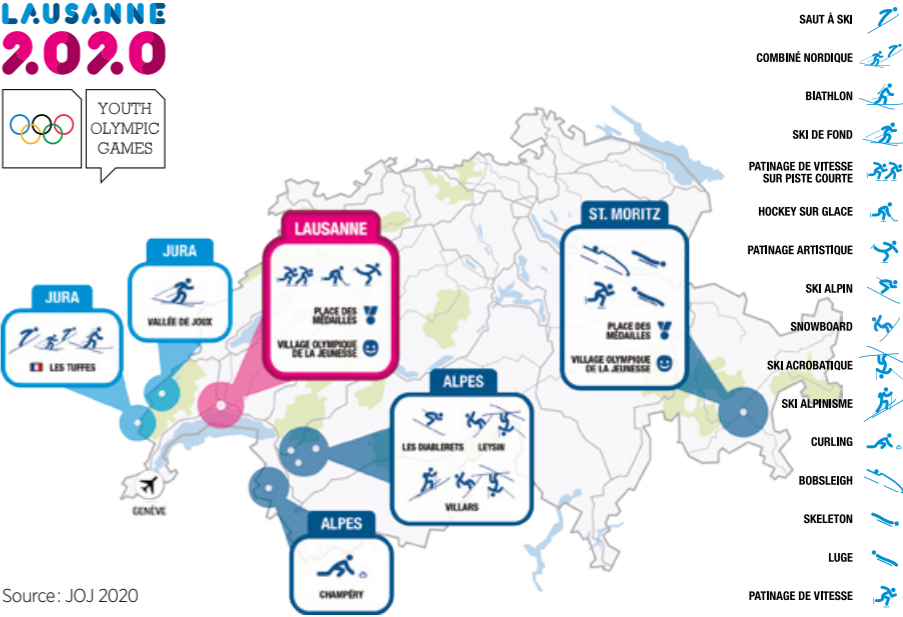 LAUSANNE
2020
YOUTH
OLYMPIC
GAMES
JURA
LES TUFFES
JURA
VALLÉE DE JOUX
LAUSANNE
PLACE DES
MÉDAILLES
VILLAGE OLYMPIQUE
DE LA JEUNESSE
ST. MORITZ
PLACE DES
MÉDAILLES
VILLAGE OLYMPIQUE
DE LA JEUNESSE
ALPES
LES DIABLERETS
LEYSIN
VILLARS
ALPES
CHAMPÉRY
GENÈVE
SAUT À SKI
COMBINÉ NORDIQUE
BIATHLON
SKI DE FOND
PATINAGE DE VITESSE
SUR PISTE COURTE
HOCKEY SUR GLACE
PATINAGE ARTISTIQUE
SKI ALPIN
SNOWBOARD
SKI ACROBATIQUE
SKI ALPINISME
CURLING
BOBSLEIGH
SKELETON
LUGE
PATINAGE DE VITESSE
Source: JOJ 2020